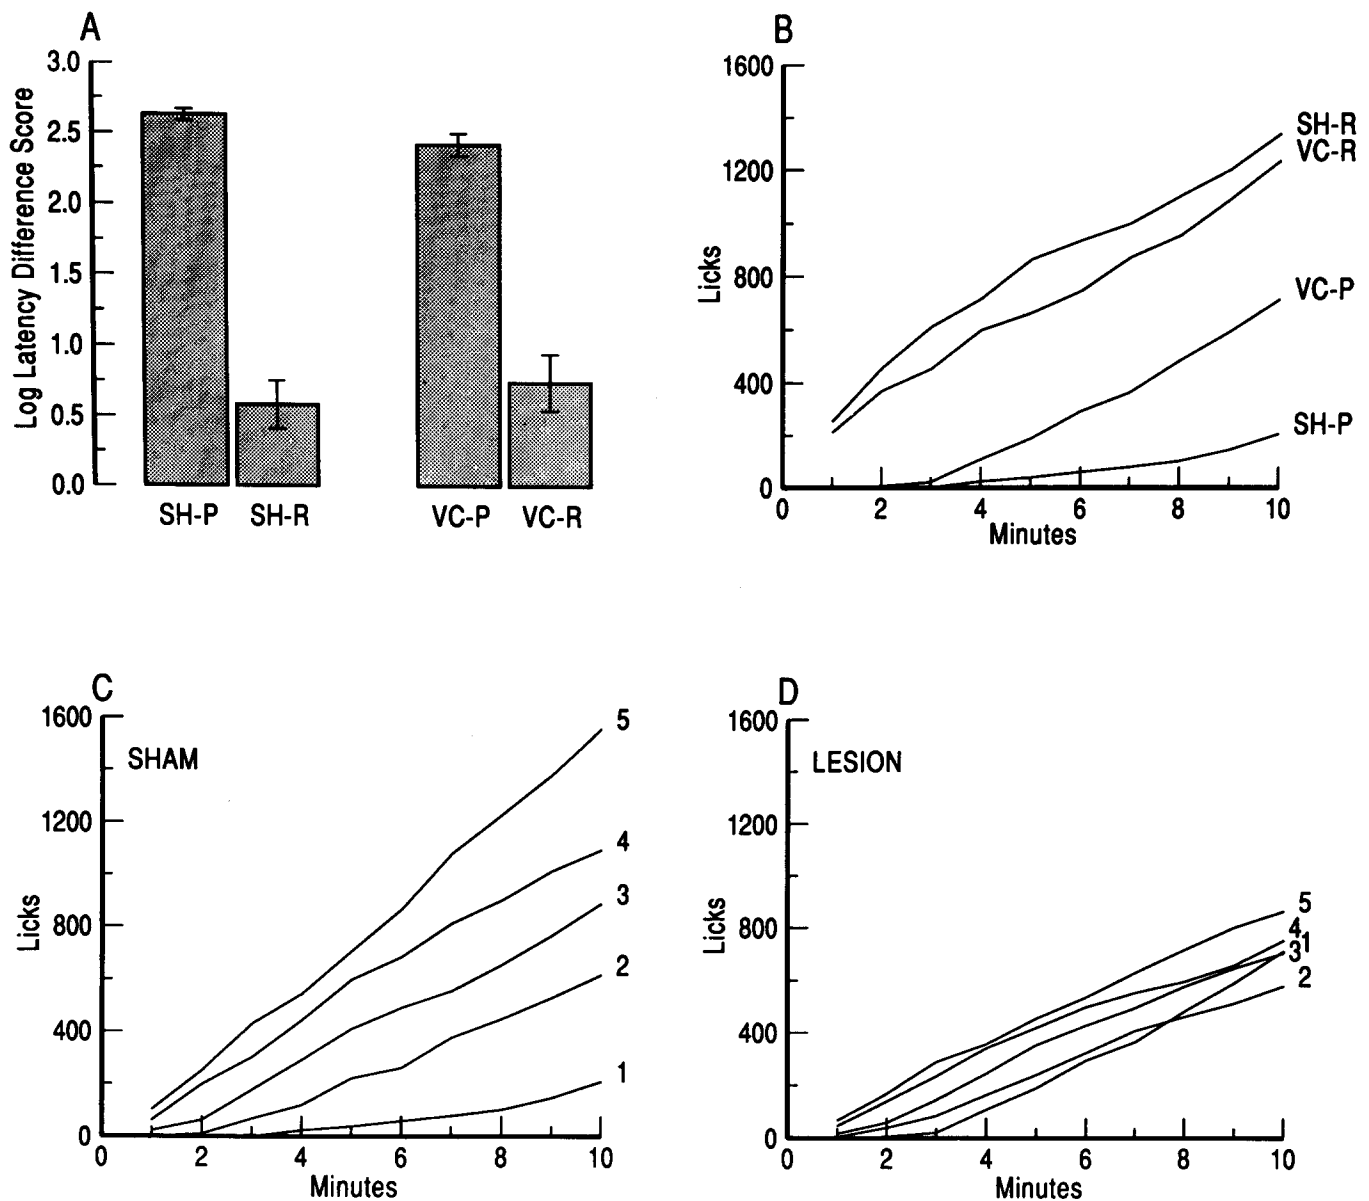 A
Log Latency Difference Score
3.0
2.5
2.0
1.5
1.0
0.5
0.0
SH-P SH-R VC-P VC-R
B
Licks
1600
1200
800
400
0
SH-R
VC-R
VC-P
SH-P
0 2 4 6 8 10
Minutes
C
SHAM
Licks
1600
1200
800
400
0
5
4
3
2
1
0 2 4 6 8 10
Minutes
D
LESION
Licks
1600
1200
800
400
0
5
4
1
3
2
0 2 4 6 8 10
Minutes